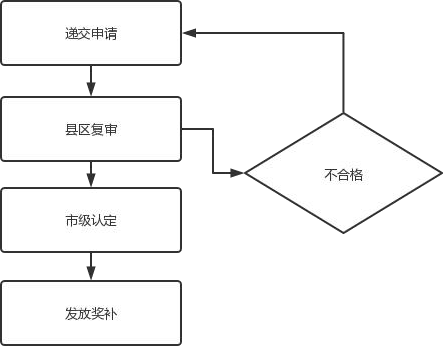 递交申请
县区复审
不合格
市级认定
发放奖补